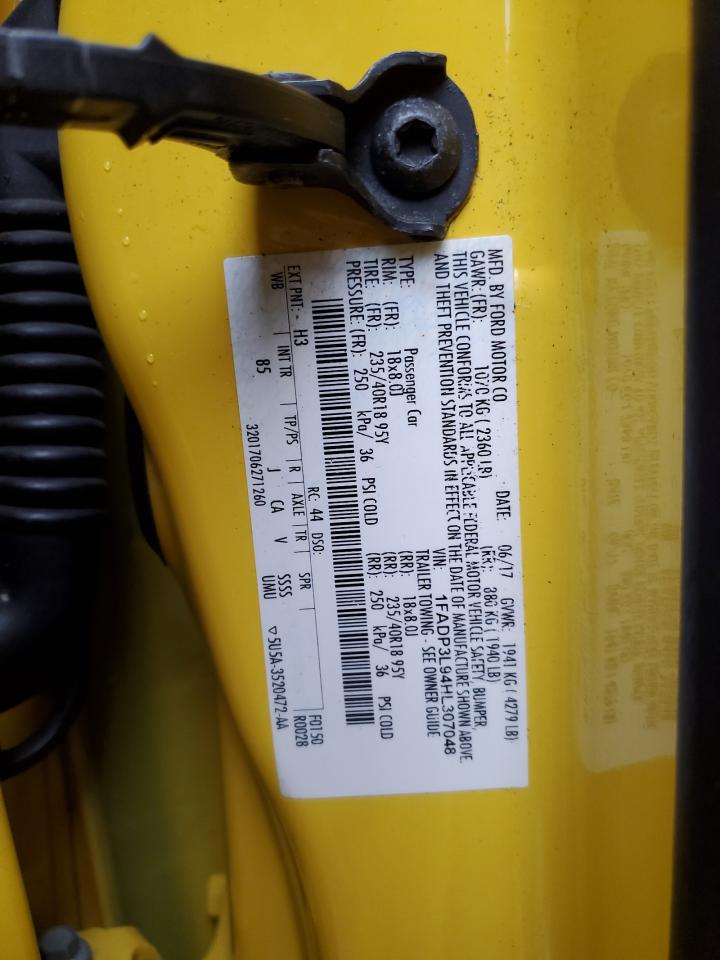 MFD. BY FORD MOTOR CO
DATE: 06/17 GVWR: 1941 KG ( 4279 LB)
GAWR: (FR): 1070 KG ( 2360 LB) (RR): 880 KG ( 1940 LB)
THIS VEHICLE CONFORMS TO ALL APPLICABLE FEDERAL MOTOR VEHICLE SAFETY, BUMPER,
AND THEFT PREVENTION STANDARDS IN EFFECT ON THE DATE OF MANUFACTURE SHOWN ABOVE.
VIN: 1FADP3L94HL307048
TYPE: Passenger Car TRAILER TOWING - SEE OWNER GUIDE
RIM: (FR): 18x8.0J (RR): 18x8.0J
TIRE: (FR): 235/40R18 95Y (RR): 235/40R18 95Y
PRESSURE: (FR): 250 kPa/ 36 PSI COLD (RR): 250 kPa/ 36 PSI COLD
RC: 44 DSO: F0150
EXT PNT: - H3 R0028
WB INT TR TP/PS R AXLE TR SPR
85 J CA V SSSS ▽5U5A-3520472-AA
3201706271260 UMU